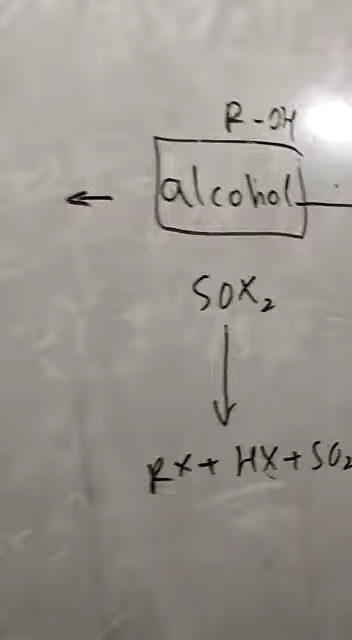 R-OH
alcohol
SOX₂
RX + HX + SO₂